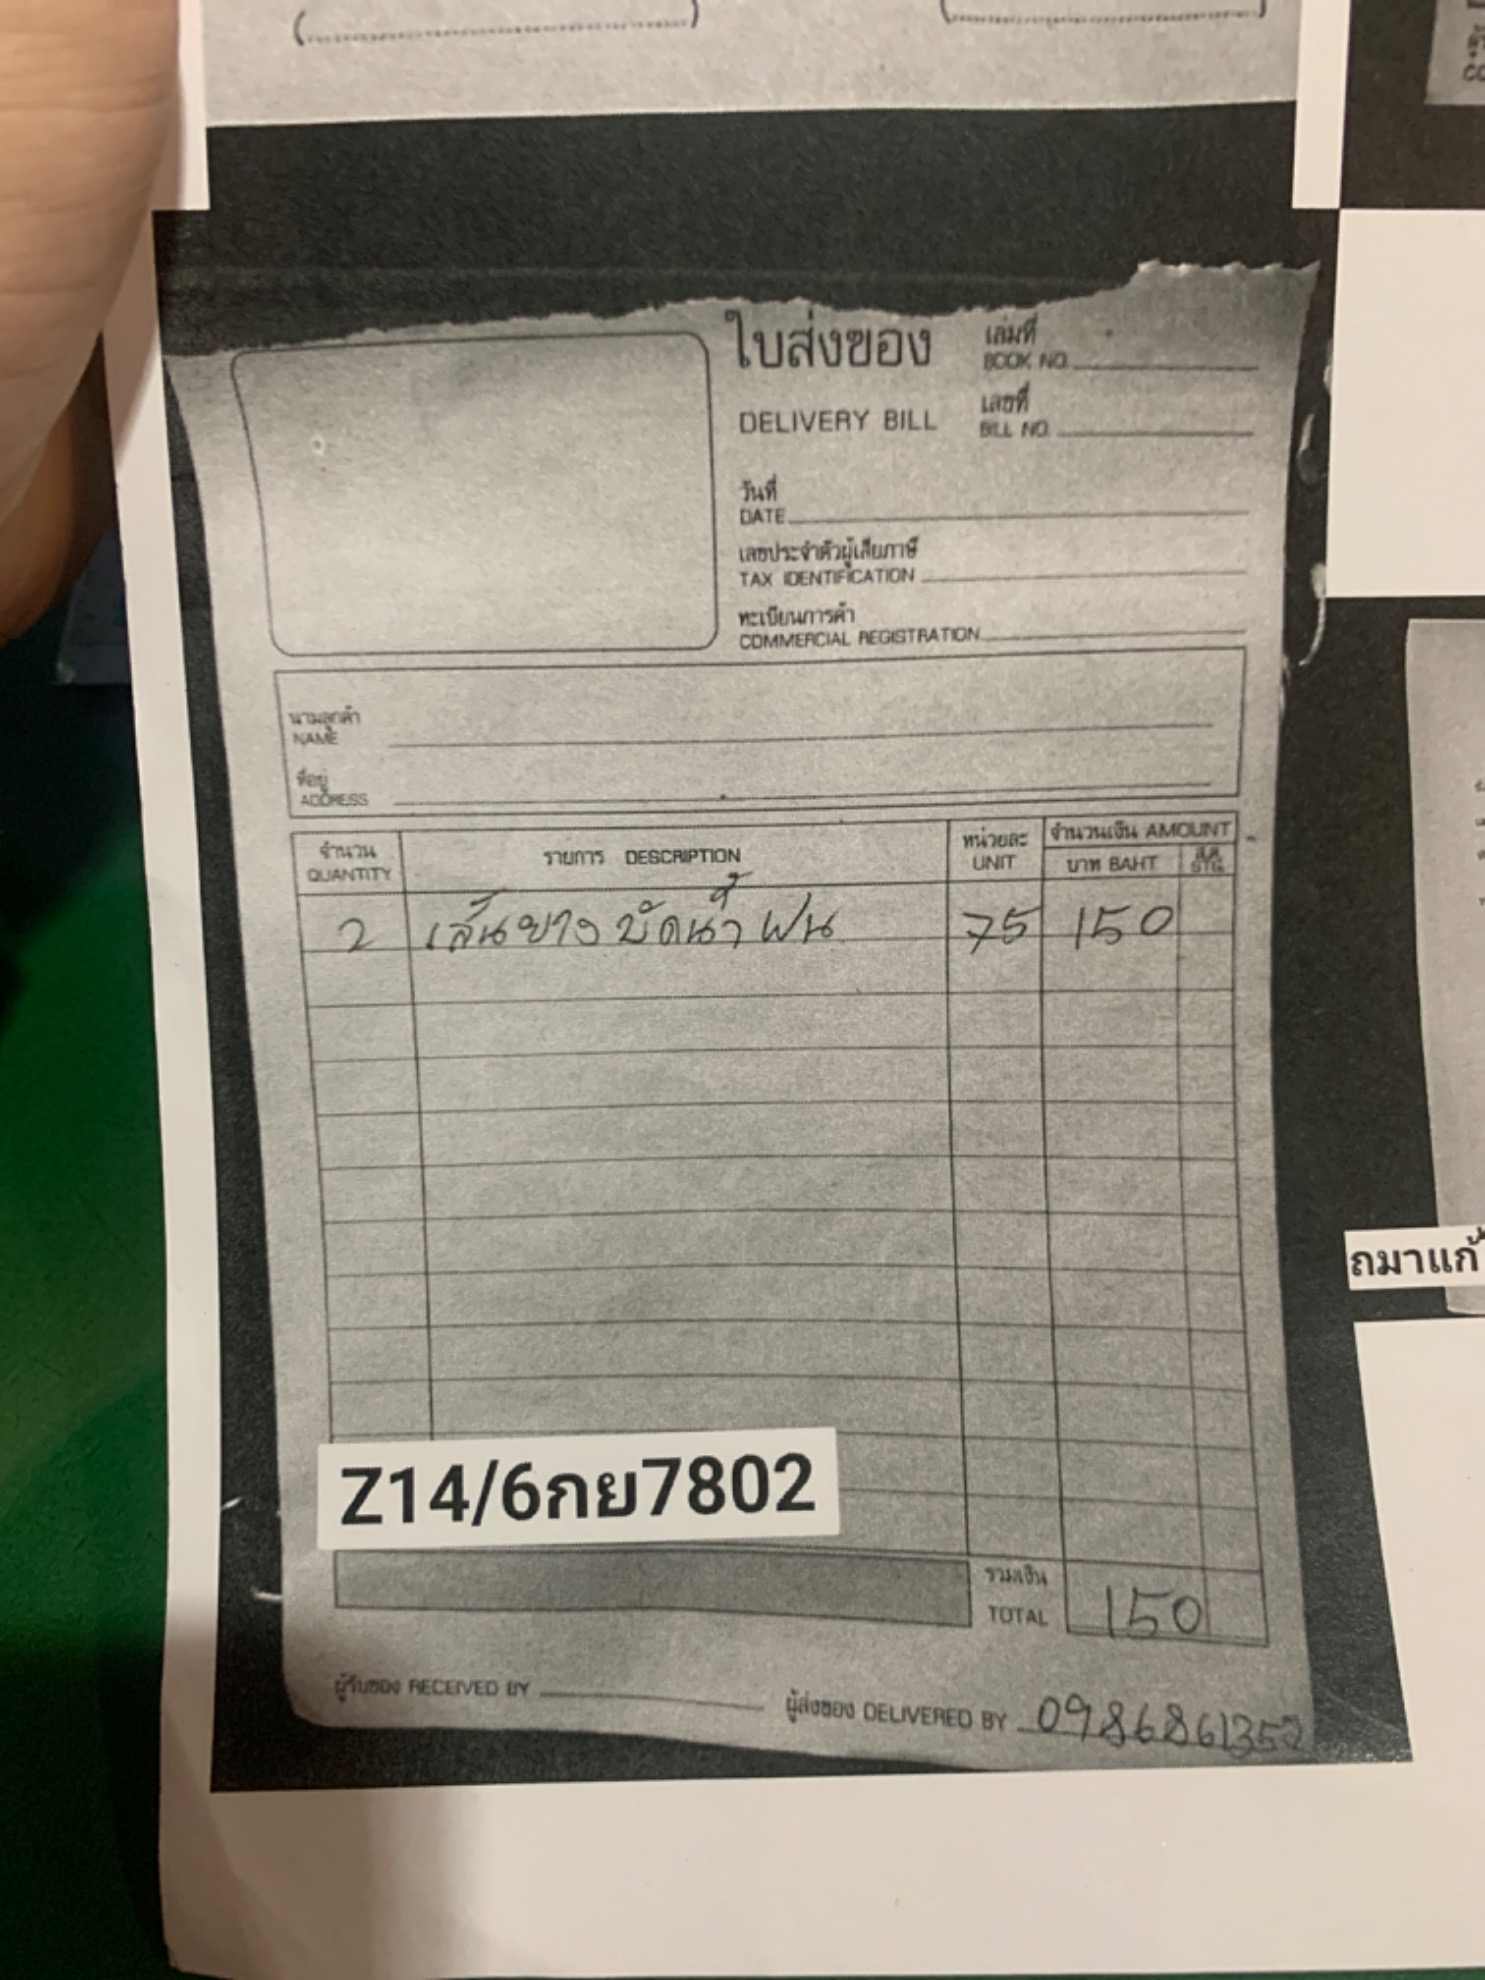 ใบส่งของ
เล่มที่
BOOK NO.
DELIVERY BILL
เลขที่
BILL NO.
วันที่
DATE
เลขประจำตัวผู้เสียภาษี
TAX IDENTIFICATION
ทะเบียนการค้า
COMMERCIAL REGISTRATION
นามลูกค้า
NAME
ที่อยู่
ADDRESS
จำนวน รายการ DESCRIPTION หน่วยละ จำนวนเงิน AMOUNT
QUANTITY UNIT บาท BAHT ส.ต. STG.
2 เส้นยางปัดน้ำฝน 75 150
Z14/6กย7802
รวมเงิน
TOTAL 150
ผู้รับของ RECEIVED BY ผู้ส่งของ DELIVERED BY 0986861352
ถมาแก้